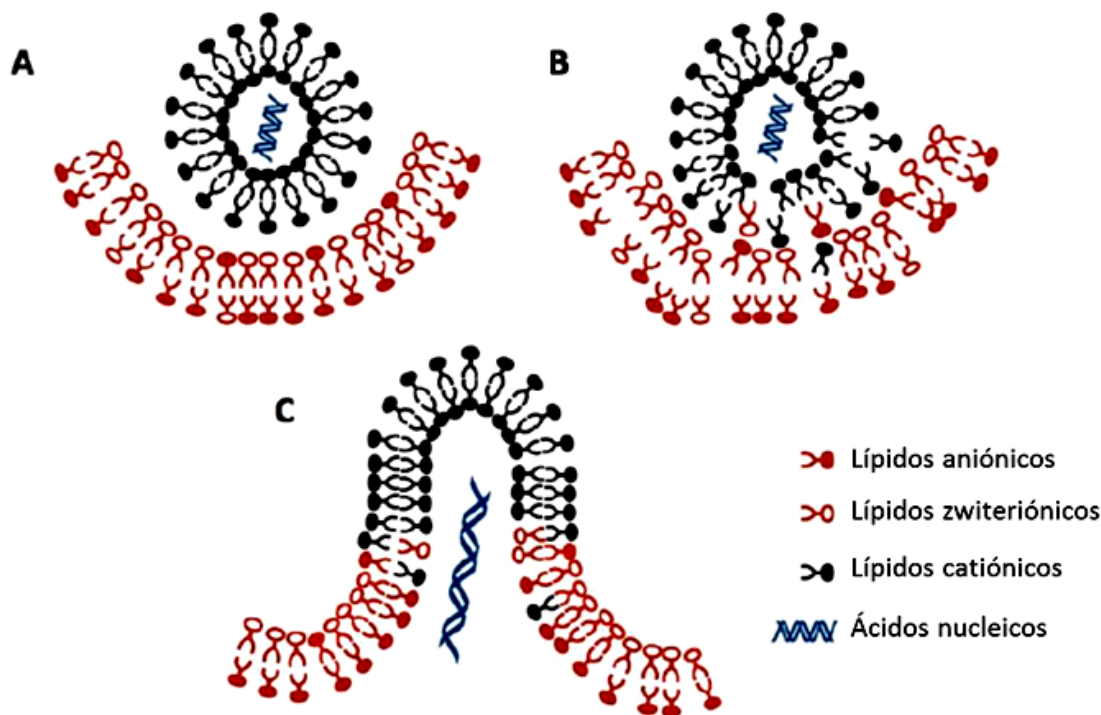 A
B
C
Lípidos aniónicos
Lípidos zwiteriónicos
Lípidos catiónicos
Ácidos nucleicos